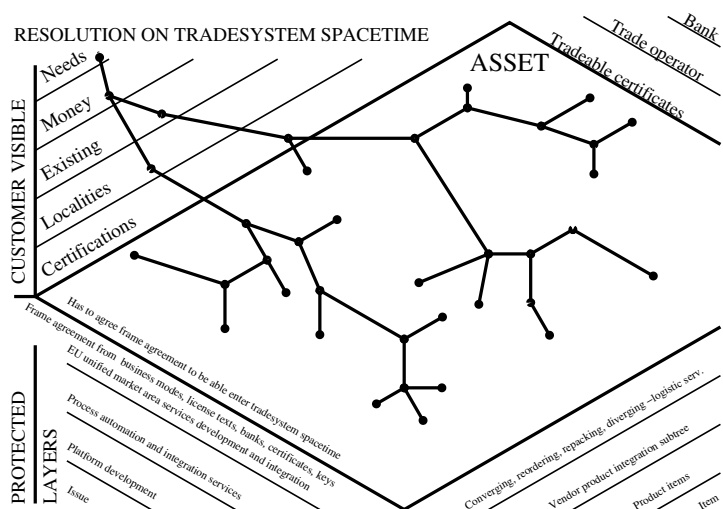 RESOLUTION ON TRADESYSTEM SPACETIME
Bank
Trade operator
Tradeable certificates
ASSET
CUSTOMER VISIBLE
Needs
Money
Existing
Localities
Certifications
Has to agree frame agreement to be able enter tradesystem spacetime
Frame agreement from business modes, license texts, banks, certificates, keys
EU unified market area services development and integration
Process automation and integration services
Platform development
Issue
PROTECTED
LAYERS
Converging, reordering, repacking, diverging –logistic serv.
Vendor product integration subtree
Product items
Item